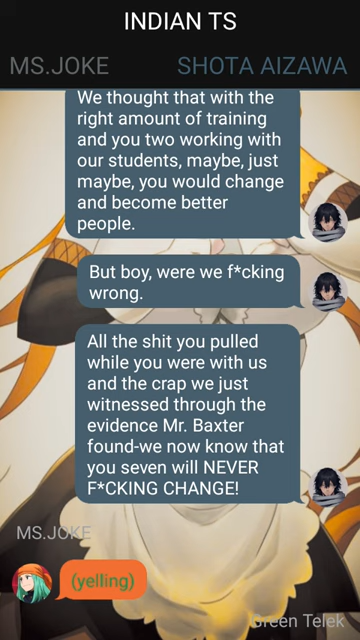 INDIAN TS
MS.JOKE SHOTA AIZAWA
We thought that with the
right amount of training
and you two working with
our students, maybe, just
maybe, you would change
and become better
people.
But boy, were we f*cking
wrong.
All the shit you pulled
while you were with us
and the crap we just
witnessed through the
evidence Mr. Baxter
found-we now know that
you seven will NEVER
F*CKING CHANGE!
MS.JOKE
(yelling)
Green Telek